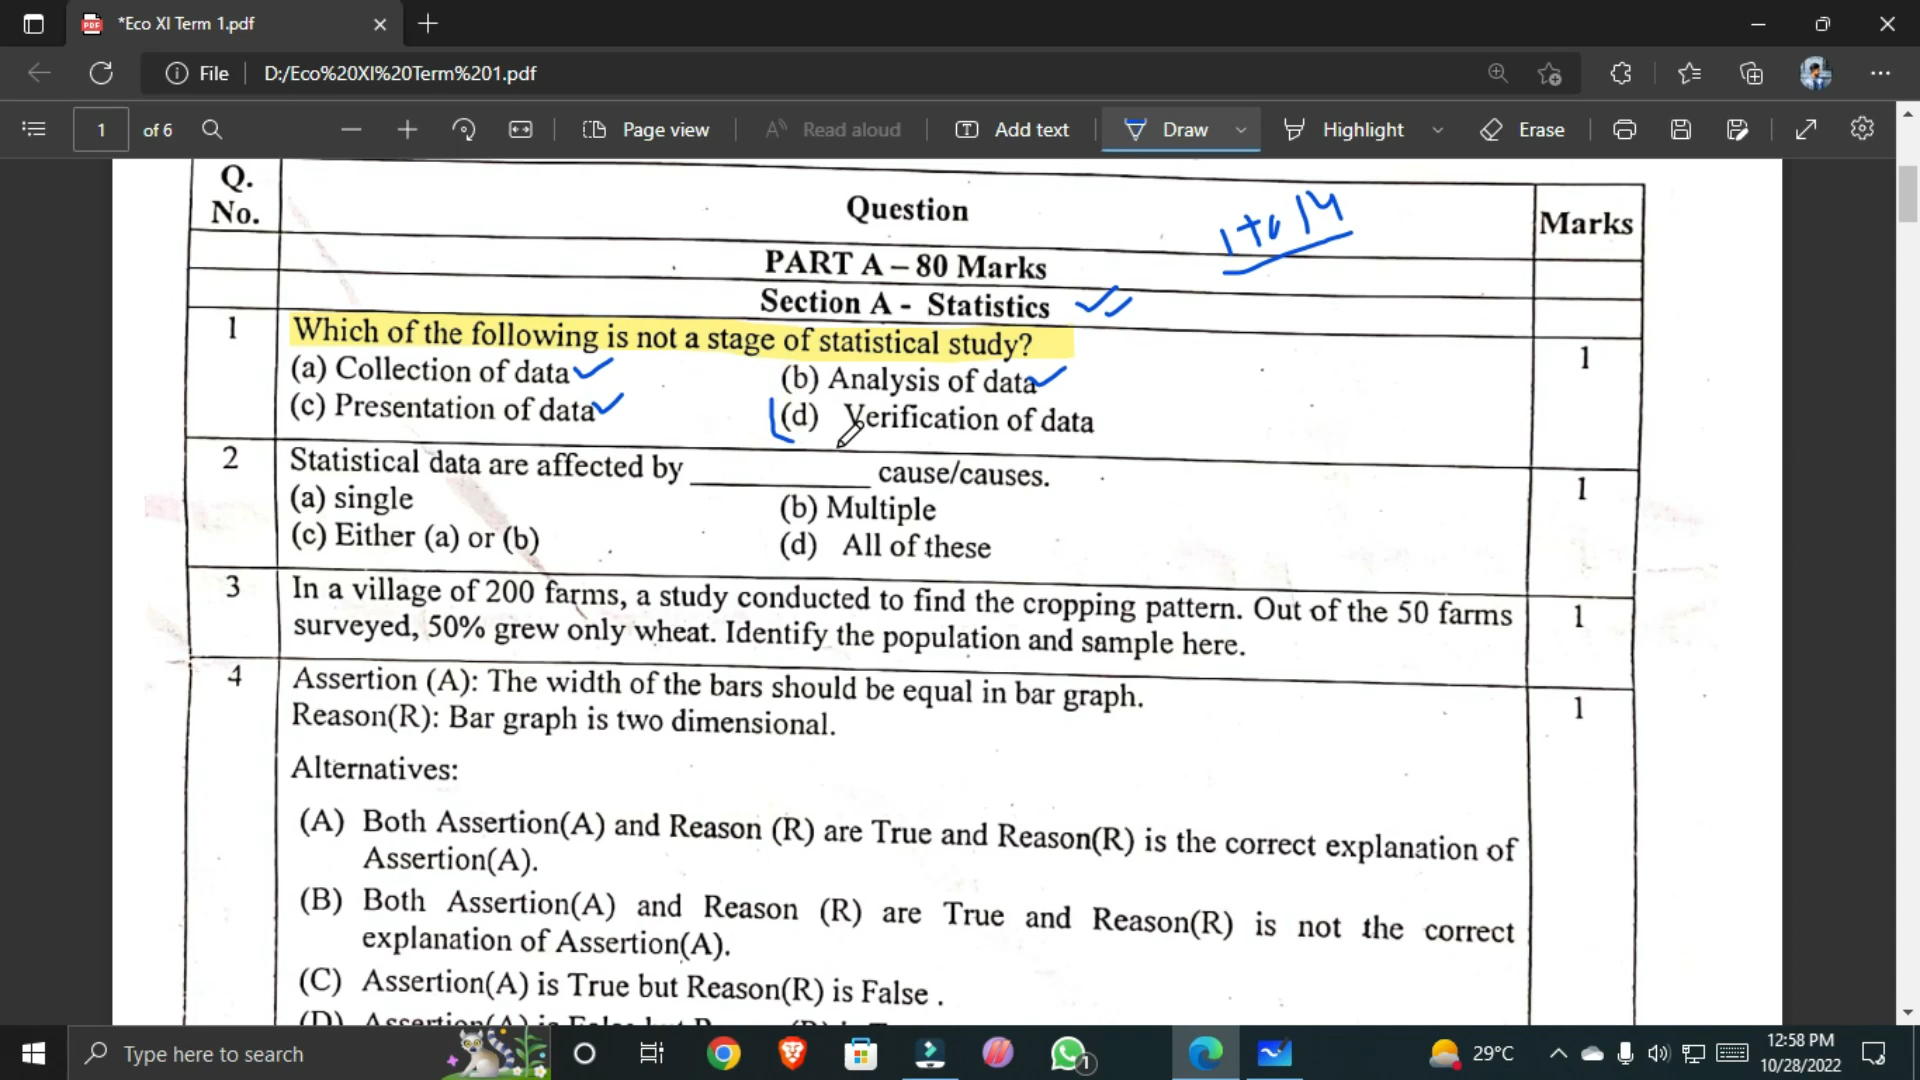 *Eco XI Term 1.pdf
File
D:/Eco%20XI%20Term%201.pdf
1 of 6
Page view
Read aloud
Add text
Draw
Highlight
Erase
Q. No.
Question
Marks
1 to 14
PART A – 80 Marks
Section A - Statistics
1 Which of the following is not a stage of statistical study? 1
(a) Collection of data (b) Analysis of data
(c) Presentation of data (d) Verification of data
2 Statistical data are affected by __________ cause/causes. 1
(a) single (b) Multiple
(c) Either (a) or (b) (d) All of these
3 In a village of 200 farms, a study conducted to find the cropping pattern. Out of the 50 farms 1
surveyed, 50% grew only wheat. Identify the population and sample here.
4 Assertion (A): The width of the bars should be equal in bar graph. 1
Reason(R): Bar graph is two dimensional.
Alternatives:
(A) Both Assertion(A) and Reason (R) are True and Reason(R) is the correct explanation of
Assertion(A).
(B) Both Assertion(A) and Reason (R) are True and Reason(R) is not the correct
explanation of Assertion(A).
(C) Assertion(A) is True but Reason(R) is False .
Type here to search
1
29°C
12:58 PM
10/28/2022